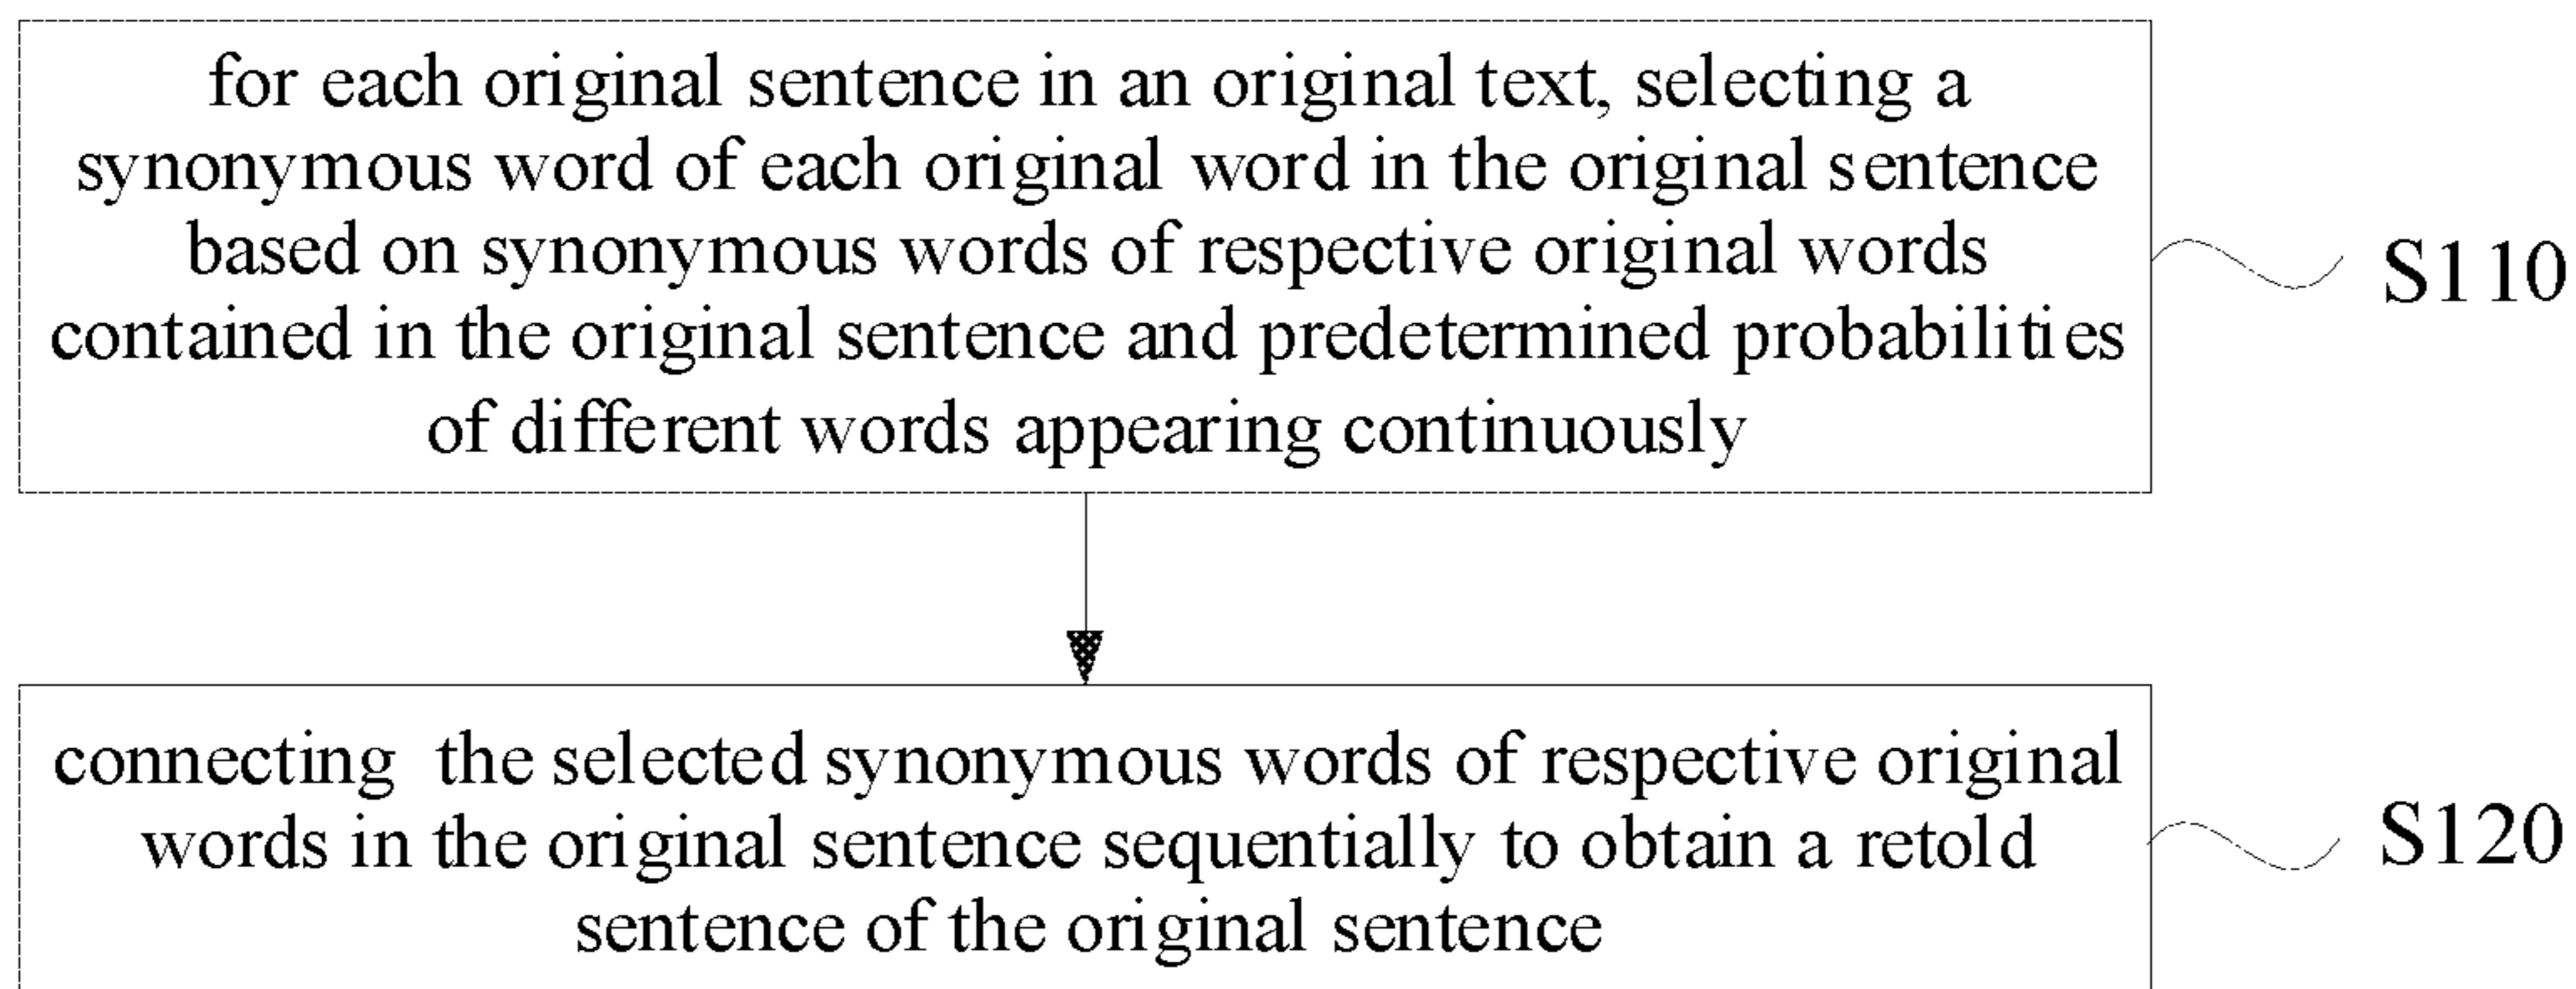 for each original sentence in an original text, selecting a
synonymous word of each original word in the original sentence
based on synonymous words of respective original words
contained in the original sentence and predetermined probabilities
of different words appearing continuously
S110
connecting the selected synonymous words of respective original
words in the original sentence sequentially to obtain a retold
sentence of the original sentence
S120